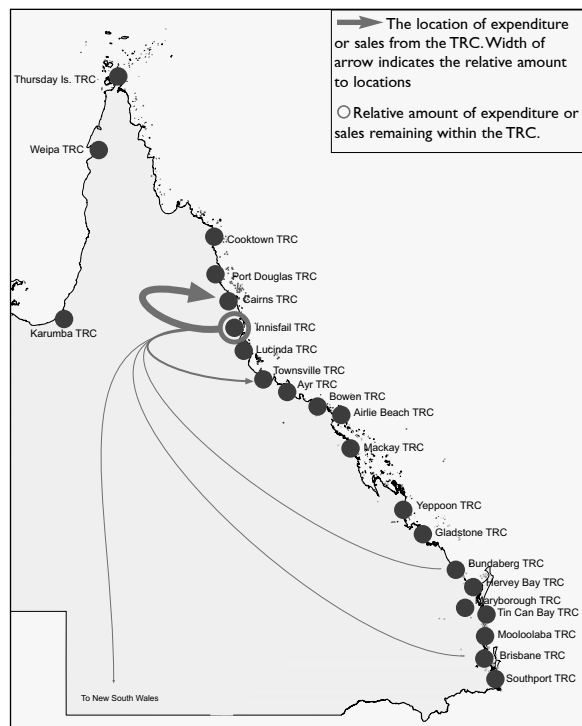 The location of expenditure
or sales from the TRC. Width of
arrow indicates the relative amount
to locations
Relative amount of expenditure or
sales remaining within the TRC.
Thursday Is. TRC
Weipa TRC
Cooktown TRC
Port Douglas TRC
Cairns TRC
Innisfail TRC
Karumba TRC
Lucinda TRC
Townsville TRC
Ayr TRC
Bowen TRC
Airlie Beach TRC
Mackay TRC
Yeppoon TRC
Gladstone TRC
Bundaberg TRC
Hervey Bay TRC
aryborough TRC
Tin Can Bay TRC
Mooloolaba TRC
Brisbane TRC
Southport TRC
To New South Wales